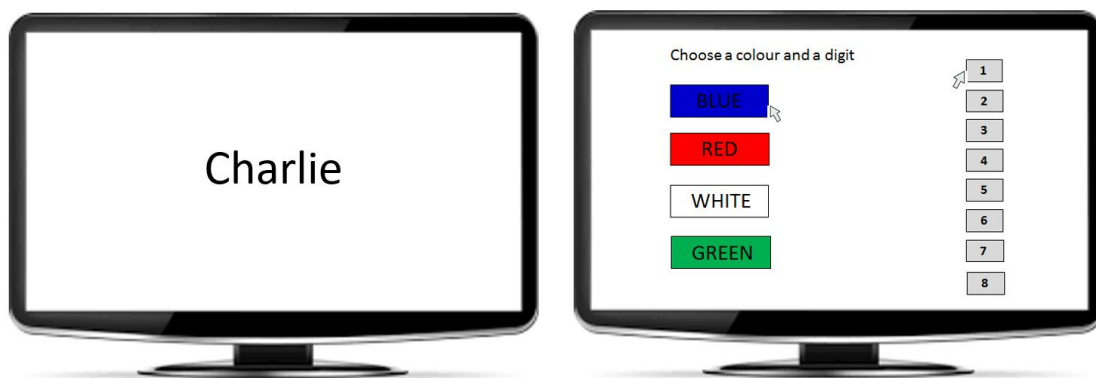 Charlie
Choose a colour and a digit
BLUE
RED
WHITE
GREEN
1
2
3
4
5
6
7
8